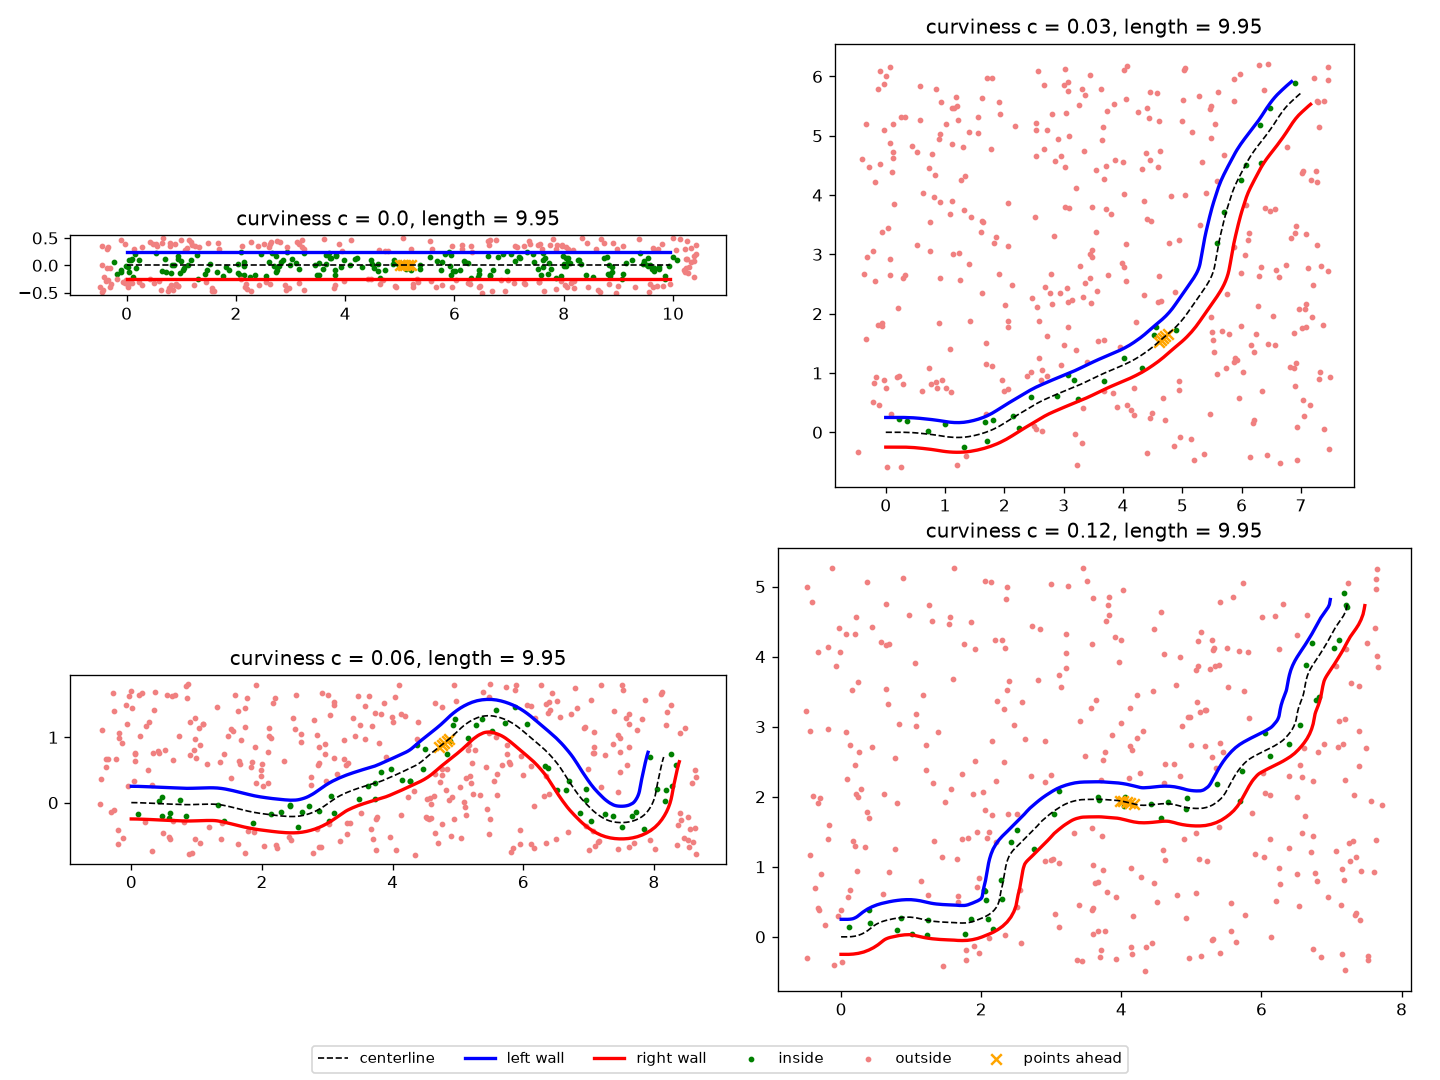 curviness c = 0.0, length = 9.95
0.5
0.0
−0.5
0 2 4 6 8 10
curviness c = 0.03, length = 9.95
6
5
4
3
2
1
0
0 1 2 3 4 5 6 7
curviness c = 0.06, length = 9.95
1
0
0 2 4 6 8
curviness c = 0.12, length = 9.95
5
4
3
2
1
0
0 2 4 6 8
centerline left wall right wall inside outside points ahead